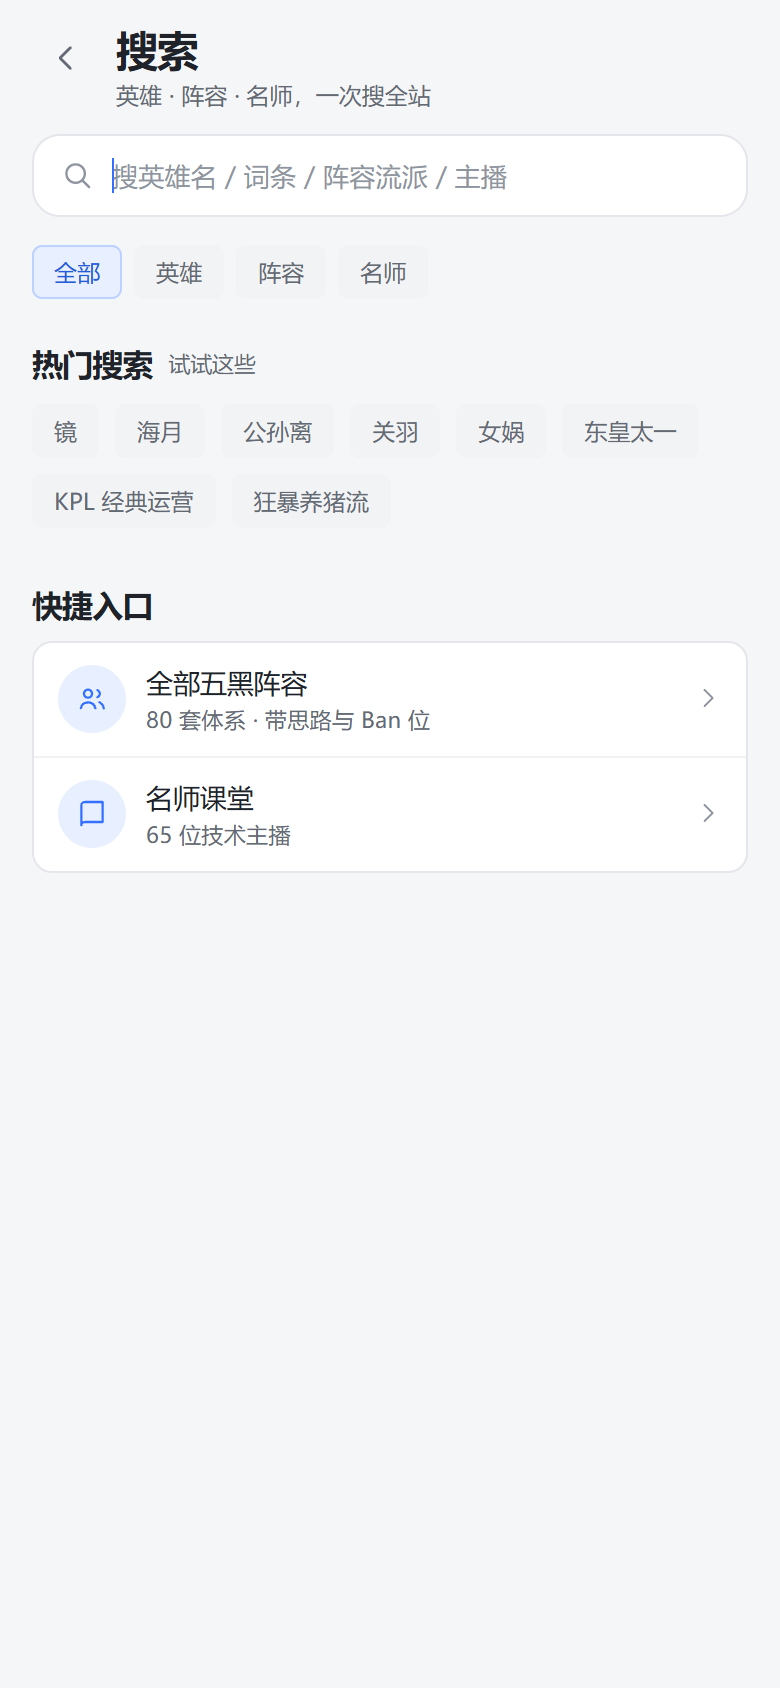 搜索
英雄 · 阵容 · 名师，一次搜全站
搜英雄名 / 词条 / 阵容流派 / 主播
全部 英雄 阵容 名师
热门搜索 试试这些
镜 海月 公孙离 关羽 女娲 东皇太一
KPL 经典运营 狂暴养猪流
快捷入口
全部五黑阵容
80 套体系 · 带思路与 Ban 位
名师课堂
65 位技术主播